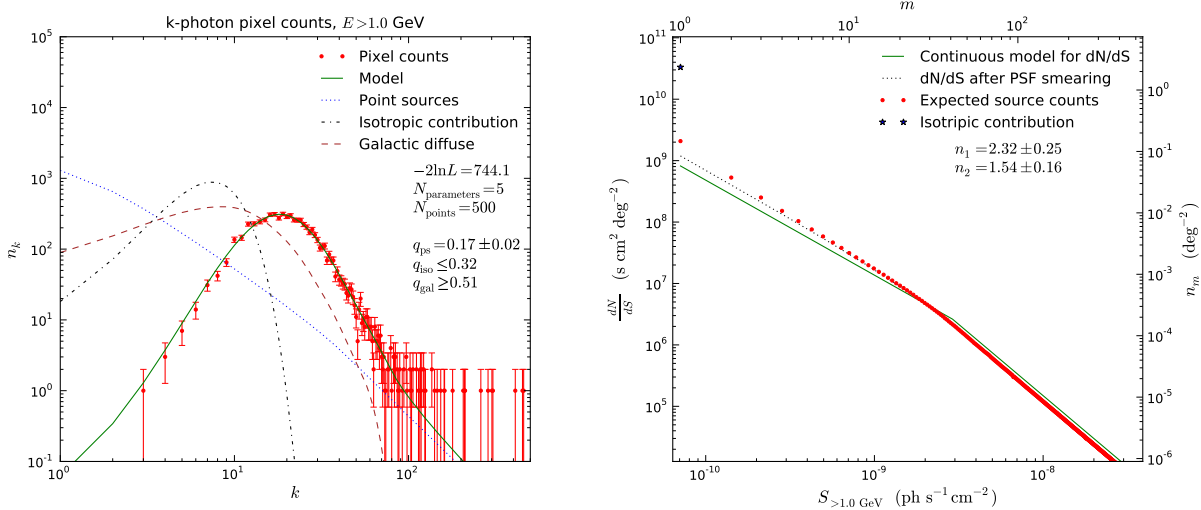 k-photon pixel counts, E>1.0 GeV
10^5
10^4
10^3
10^2
10^1
10^0
10^-1
n_k
10^0
10^1
10^2
k
Pixel counts
Model
Point sources
Isotropic contribution
Galactic diffuse
−2lnL=744.1
N_parameters=5
N_points=500
q_ps=0.17±0.02
q_iso≤0.32
q_gal≥0.51
m
10^0
10^1
10^2
10^11
10^10
10^9
10^8
10^7
10^6
10^5
dN/dS (s cm^2 deg^-2)
Continuous model for dN/dS
dN/dS after PSF smearing
Expected source counts
Isotripic contribution
n_1=2.32±0.25
n_2=1.54±0.16
10^0
10^-1
10^-2
10^-3
10^-4
10^-5
10^-6
n_m (deg^-2)
10^-10
10^-9
10^-8
S_>1.0 GeV (ph s^-1 cm^-2)